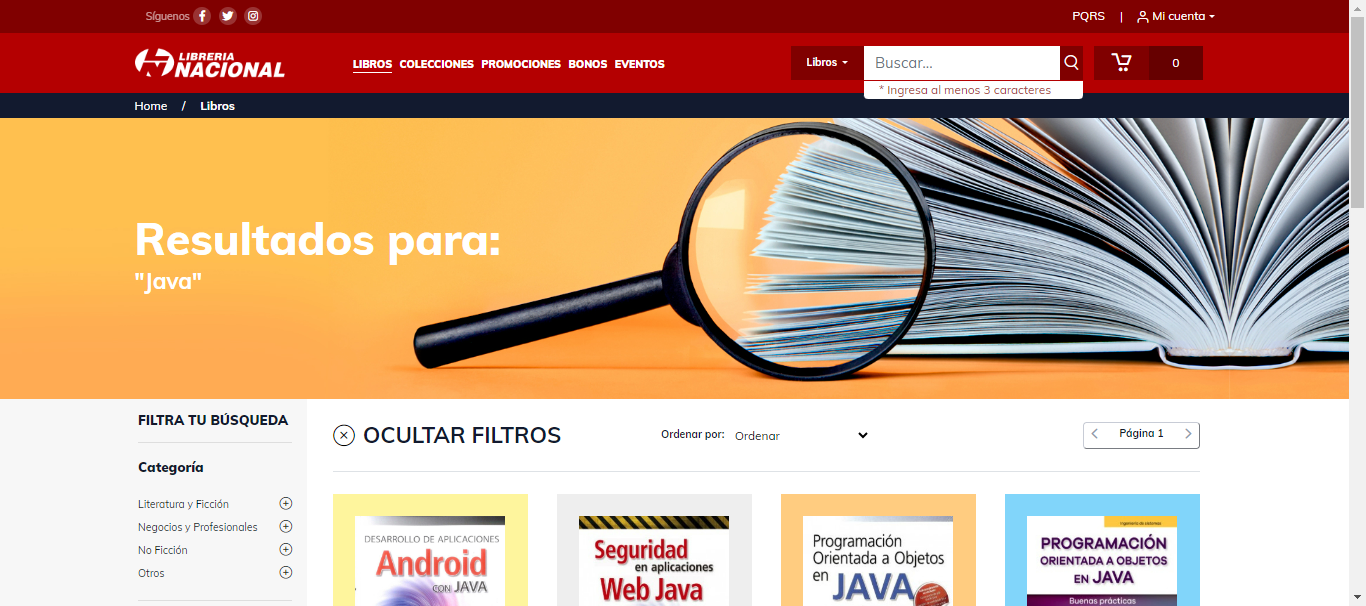 Síguenos
PQRS | Mi cuenta
LIBRERIA
NACIONAL
LIBROS COLECCIONES PROMOCIONES BONOS EVENTOS
Libros
Buscar...
0
* Ingresa al menos 3 caracteres
Home / Libros
Resultados para:
"Java"
FILTRA TU BÚSQUEDA
Categoría
Literatura y Ficción
Negocios y Profesionales
No Ficción
Otros
OCULTAR FILTROS
Ordenar por: Ordenar
Página 1
DESARROLLO DE APLICACIONES
Android
CON JAVA
Seguridad
en aplicaciones
Web Java
Programación
Orientada a Objetos
en JAVA
Ingeniería de sistemas
PROGRAMACIÓN
ORIENTADA A OBJETOS
EN JAVA
Buenas prácticas